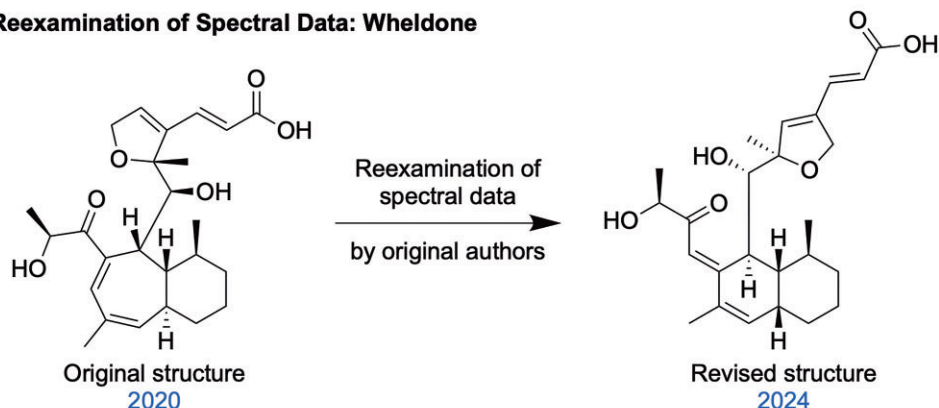 Reexamination of Spectral Data: Wheldone
O
OH
O
OH
O
H
H
HO
H
Original structure
2020
Reexamination of
spectral data
by original authors
O
OH
HO
O
O
HO
H
H
H
Revised structure
2024